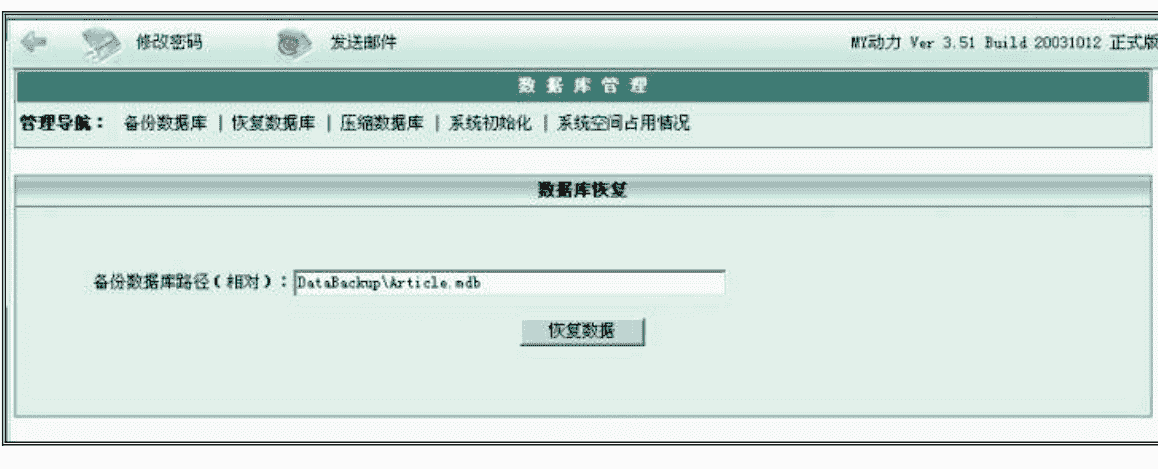 修改密码 发送邮件 MY动力 Ver 3.51 Build 20031012 正式版
数据库管理
管理导航： 备份数据库 | 恢复数据库 | 压缩数据库 | 系统初始化 | 系统空间占用情况
数据库恢复
备份数据库路径(相对)：DataBackup\Article.mdb
恢复数据